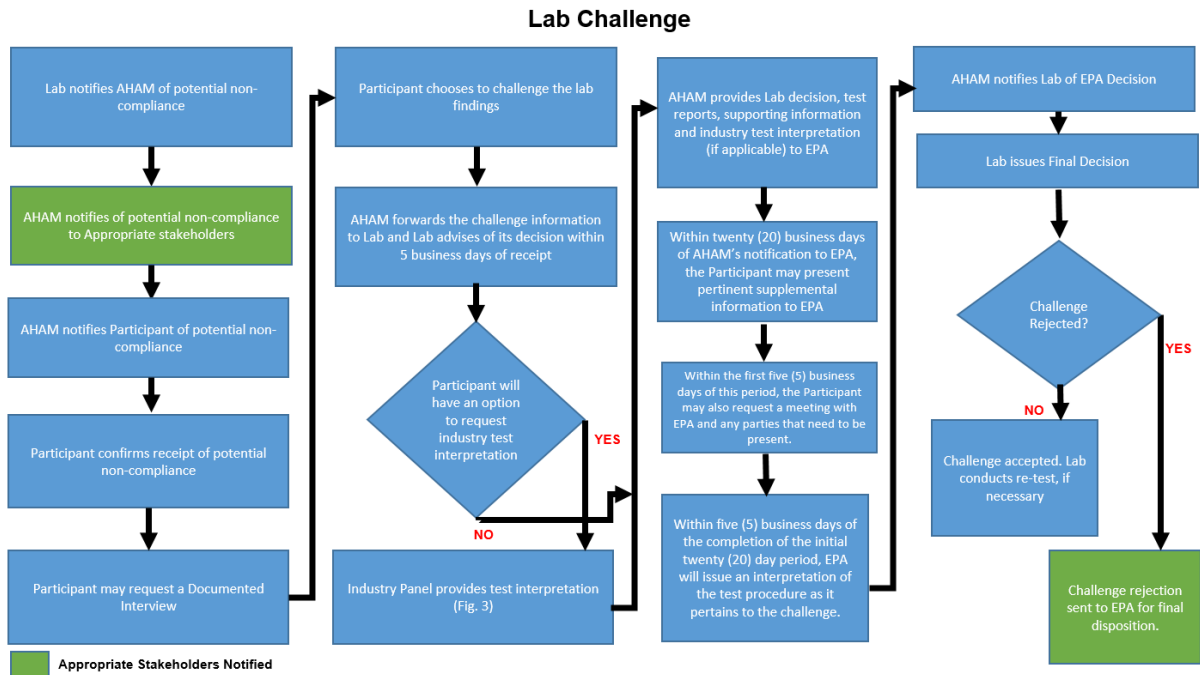 Lab Challenge
Lab notifies AHAM of potential non-
compliance
AHAM notifies of potential non-compliance
to Appropriate stakeholders
AHAM notifies Participant of potential non-
compliance
Participant confirms receipt of potential
non-compliance
Participant may request a Documented
Interview
Participant chooses to challenge the lab
findings
AHAM forwards the challenge information
to Lab and Lab advises of its decision within
5 business days of receipt
Participant will
have an option
to request
industry test
interpretation
YES
NO
Industry Panel provides test interpretation
(Fig. 3)
AHAM provides Lab decision, test
reports, supporting information
and industry test interpretation
(if applicable) to EPA
Within twenty (20) business days
of AHAM’s notification to EPA,
the Participant may present
pertinent supplemental
information to EPA
Within the first five (5) business
days of this period, the Participant
may also request a meeting with
EPA and any parties that need to be
present.
Within five (5) business days of
the completion of the initial
twenty (20) day period, EPA
will issue an interpretation of
the test procedure as it
pertains to the challenge.
AHAM notifies Lab of EPA Decision
Lab issues Final Decision
Challenge
Rejected?
YES
NO
Challenge accepted. Lab
conducts re-test, if
necessary
Challenge rejection
sent to EPA for final
disposition.
Appropriate Stakeholders Notified